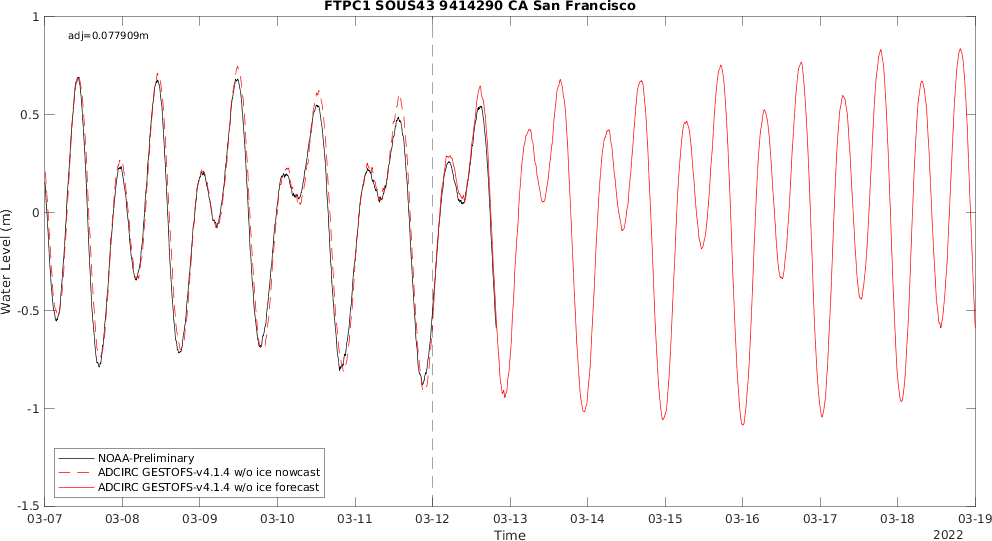 FTPC1 SOUS43 9414290 CA San Francisco
adj=0.077909m
Water Level (m)
1
0.5
0
-0.5
-1
-1.5
NOAA-Preliminary
ADCIRC GESTOFS-v4.1.4 w/o ice nowcast
ADCIRC GESTOFS-v4.1.4 w/o ice forecast
03-07 03-08 03-09 03-10 03-11 03-12 03-13 03-14 03-15 03-16 03-17 03-18 03-19
Time
2022